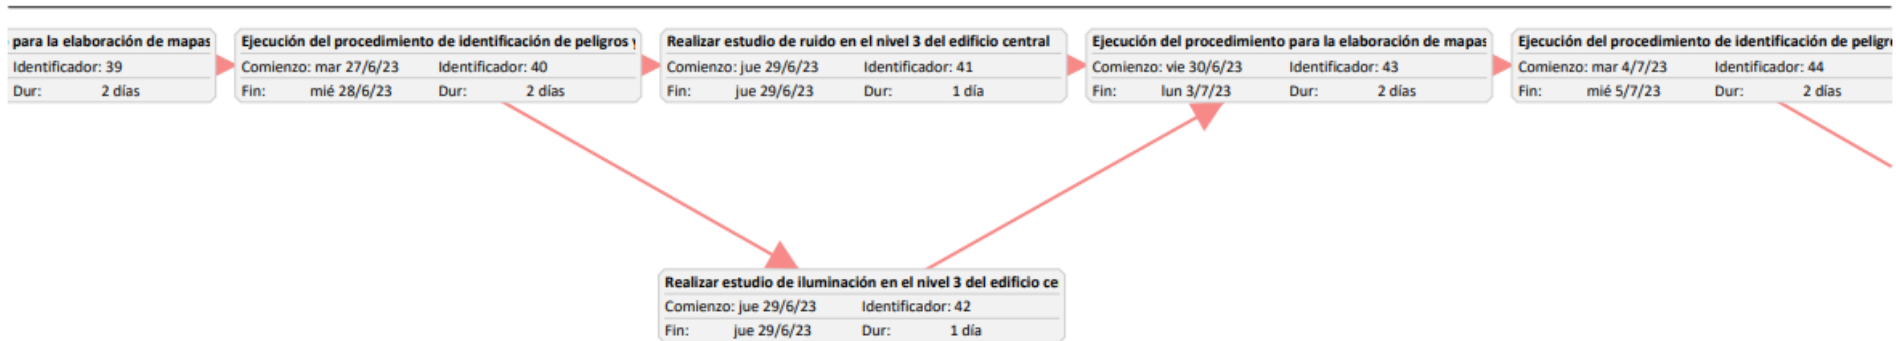 para la elaboración de mapas
Identificador: 39
Dur: 2 días
Ejecución del procedimiento de identificación de peligros y
Comienzo: mar 27/6/23 Identificador: 40
Fin: mié 28/6/23 Dur: 2 días
Realizar estudio de ruido en el nivel 3 del edificio central
Comienzo: jue 29/6/23 Identificador: 41
Fin: jue 29/6/23 Dur: 1 día
Ejecución del procedimiento para la elaboración de mapas
Comienzo: vie 30/6/23 Identificador: 43
Fin: lun 3/7/23 Dur: 2 días
Ejecución del procedimiento de identificación de peligr
Comienzo: mar 4/7/23 Identificador: 44
Fin: mié 5/7/23 Dur: 2 días
Realizar estudio de iluminación en el nivel 3 del edificio ce
Comienzo: jue 29/6/23 Identificador: 42
Fin: jue 29/6/23 Dur: 1 día